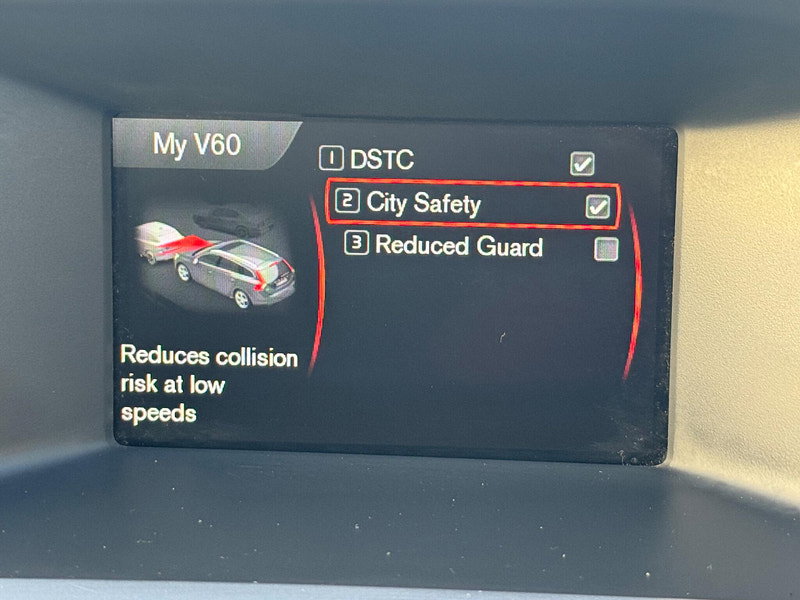 My V60
1 DSTC
2 City Safety
3 Reduced Guard
Reduces collision
risk at low
speeds